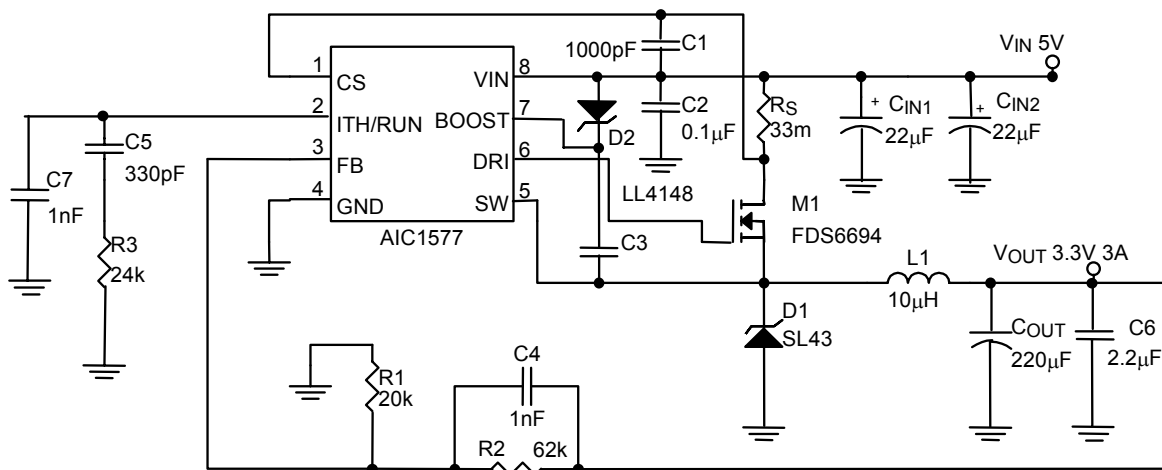 1000pF
C1
VIN 5V
1
CS
VIN
8
2
ITH/RUN
BOOST
7
3
FB
DRI
6
4
GND
SW
5
AIC1577
D2
C2
0.1µF
RS
33m
+
CIN1
22µF
+
CIN2
22µF
C5
330pF
C7
1nF
R3
24k
LL4148
M1
FDS6694
C3
L1
10µH
VOUT 3.3V 3A
D1
SL43
COUT
220µF
C6
2.2µF
R1
20k
C4
1nF
R2
62k